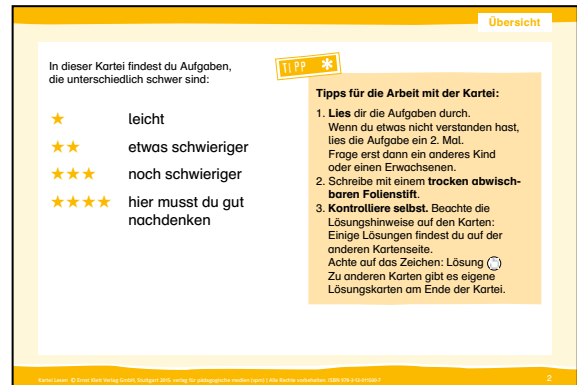 Übersicht
In dieser Kartei findest du Aufgaben,
die unterschiedlich schwer sind:
leicht
etwas schwieriger
noch schwieriger
hier musst du gut
nachdenken
TIPP
Tipps für die Arbeit mit der Kartei:
1. Lies dir die Aufgaben durch.
Wenn du etwas nicht verstanden hast,
lies die Aufgabe ein 2. Mal.
Frage erst dann ein anderes Kind
oder einen Erwachsenen.
2. Schreibe mit einem trocken abwisch-
baren Folienstift.
3. Kontrolliere selbst. Beachte die
Lösungshinweise auf den Karten:
Einige Lösungen findest du auf der
anderen Kartenseite.
Achte auf das Zeichen: Lösung
Zu anderen Karten gibt es eigene
Lösungskarten am Ende der Kartei.
2